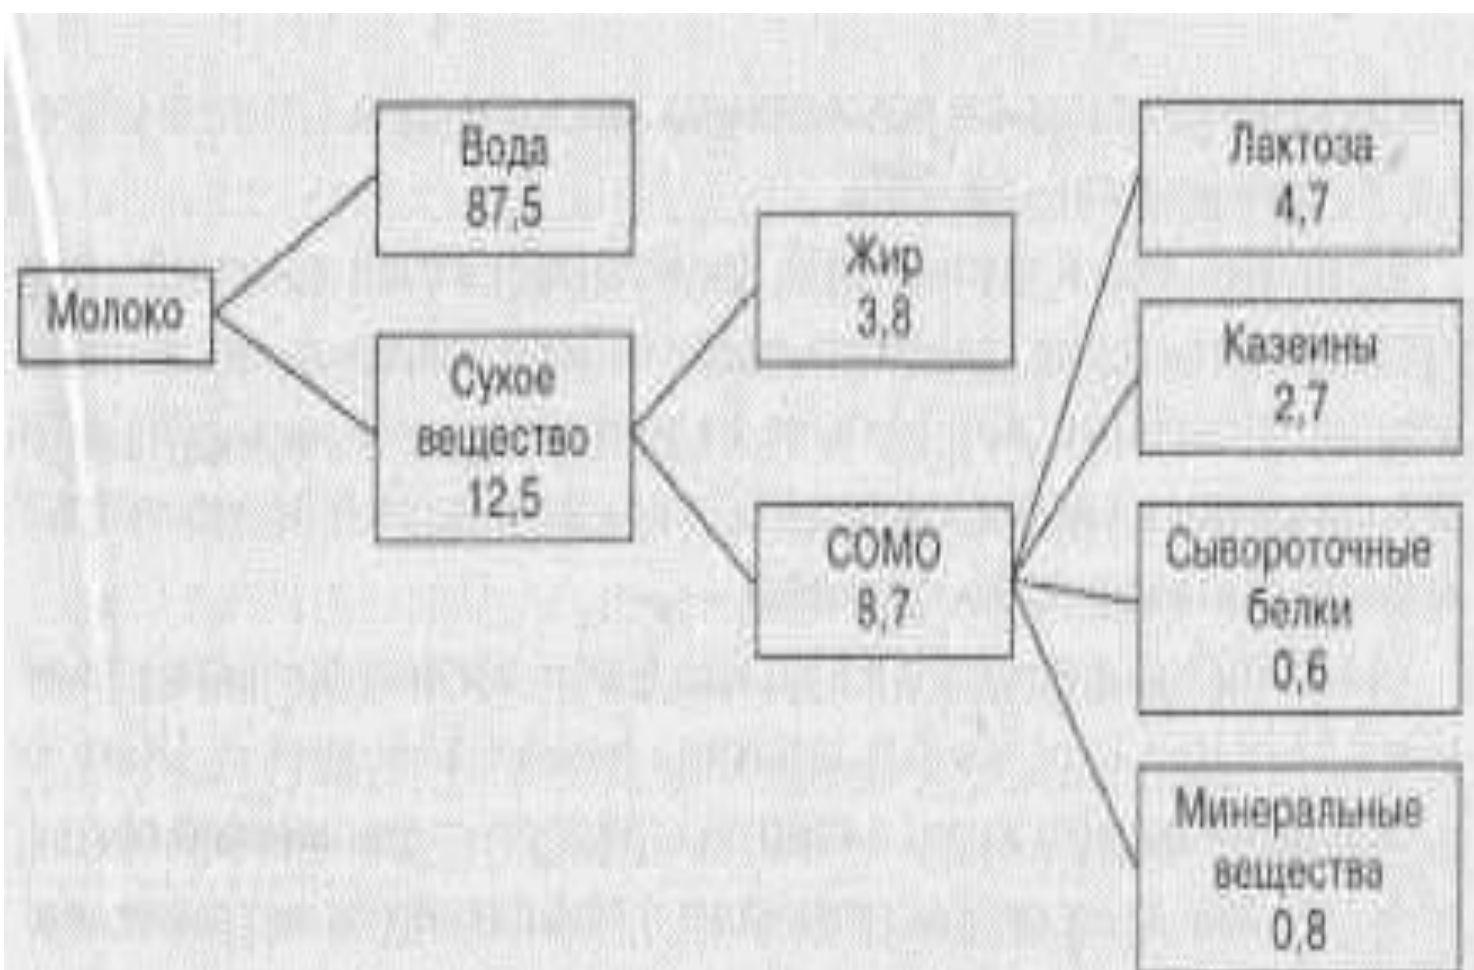 Молоко
Вода
87,5
Сухое
вещество
12,5
Жир
3,8
СОМО
8,7
Лактоза
4,7
Казеины
2,7
Сывороточные
белки
0,6
Минеральные
вещества
0,8